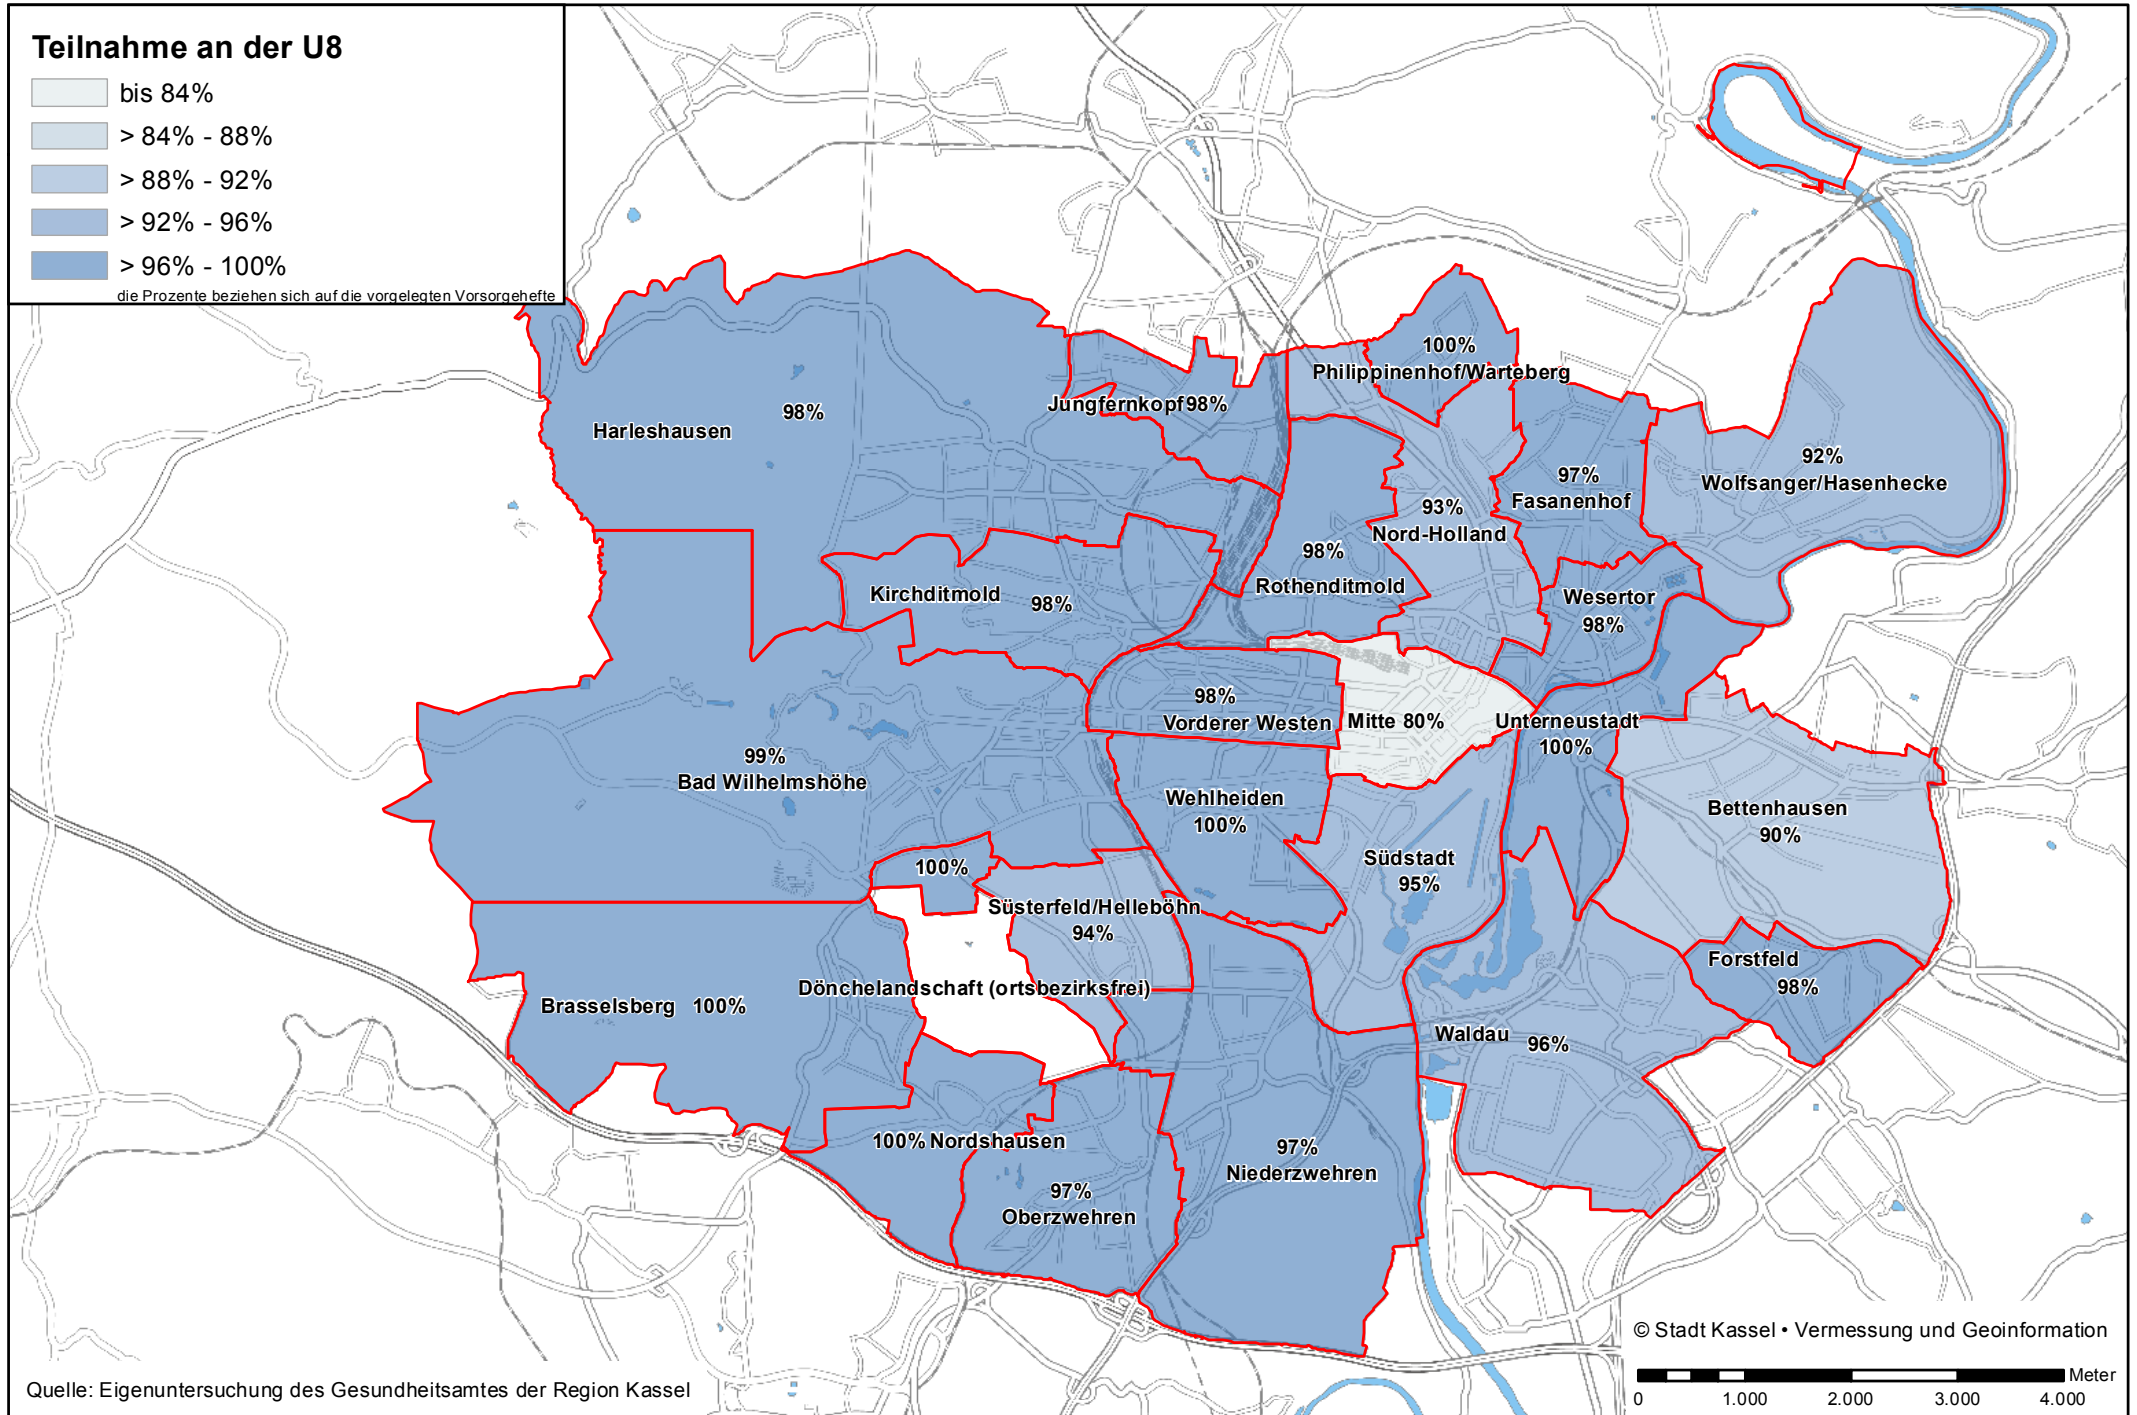 Teilnahme an der U8
bis 84%
> 84% - 88%
> 88% - 92%
> 92% - 96%
> 96% - 100%
die Prozente beziehen sich auf die vorgelegten Vorsorgehefte
100%
Philippinenhof/Warteberg
Jungfernkopf 98%
98%
Harleshausen
92%
Wolfsanger/Hasenhecke
97%
Fasanenhof
93%
Nord-Holland
98%
Rothenditmold
Kirchditmold 98%
Wesertor
98%
98%
Vorderer Westen
Mitte 80%
Unterneustadt
100%
99%
Bad Wilhelmshöhe
Wehlheiden
100%
Bettenhausen
90%
Südstadt
95%
100%
Süsterfeld/Helleböhn
94%
Forstfeld
98%
Dönchelandschaft (ortsbezirksfrei)
Brasselsberg 100%
Waldau 96%
100% Nordshausen
97%
Niederzwehren
97%
Oberzwehren
© Stadt Kassel • Vermessung und Geoinformation
Meter
0 1.000 2.000 3.000 4.000
Quelle: Eigenuntersuchung des Gesundheitsamtes der Region Kassel